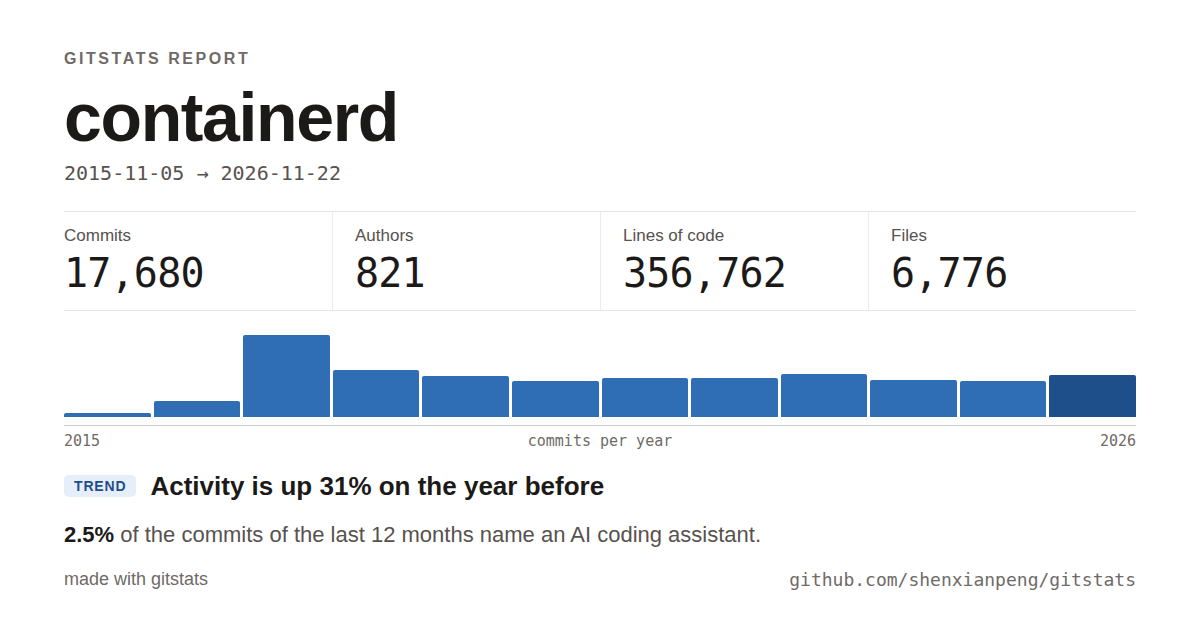 GITSTATS REPORT
containerd
2015-11-05 → 2026-11-22
Commits
17,680
Authors
821
Lines of code
356,762
Files
6,776
2015
commits per year
2026
TREND
Activity is up 31% on the year before
2.5% of the commits of the last 12 months name an AI coding assistant.
made with gitstats
github.com/shenxianpeng/gitstats